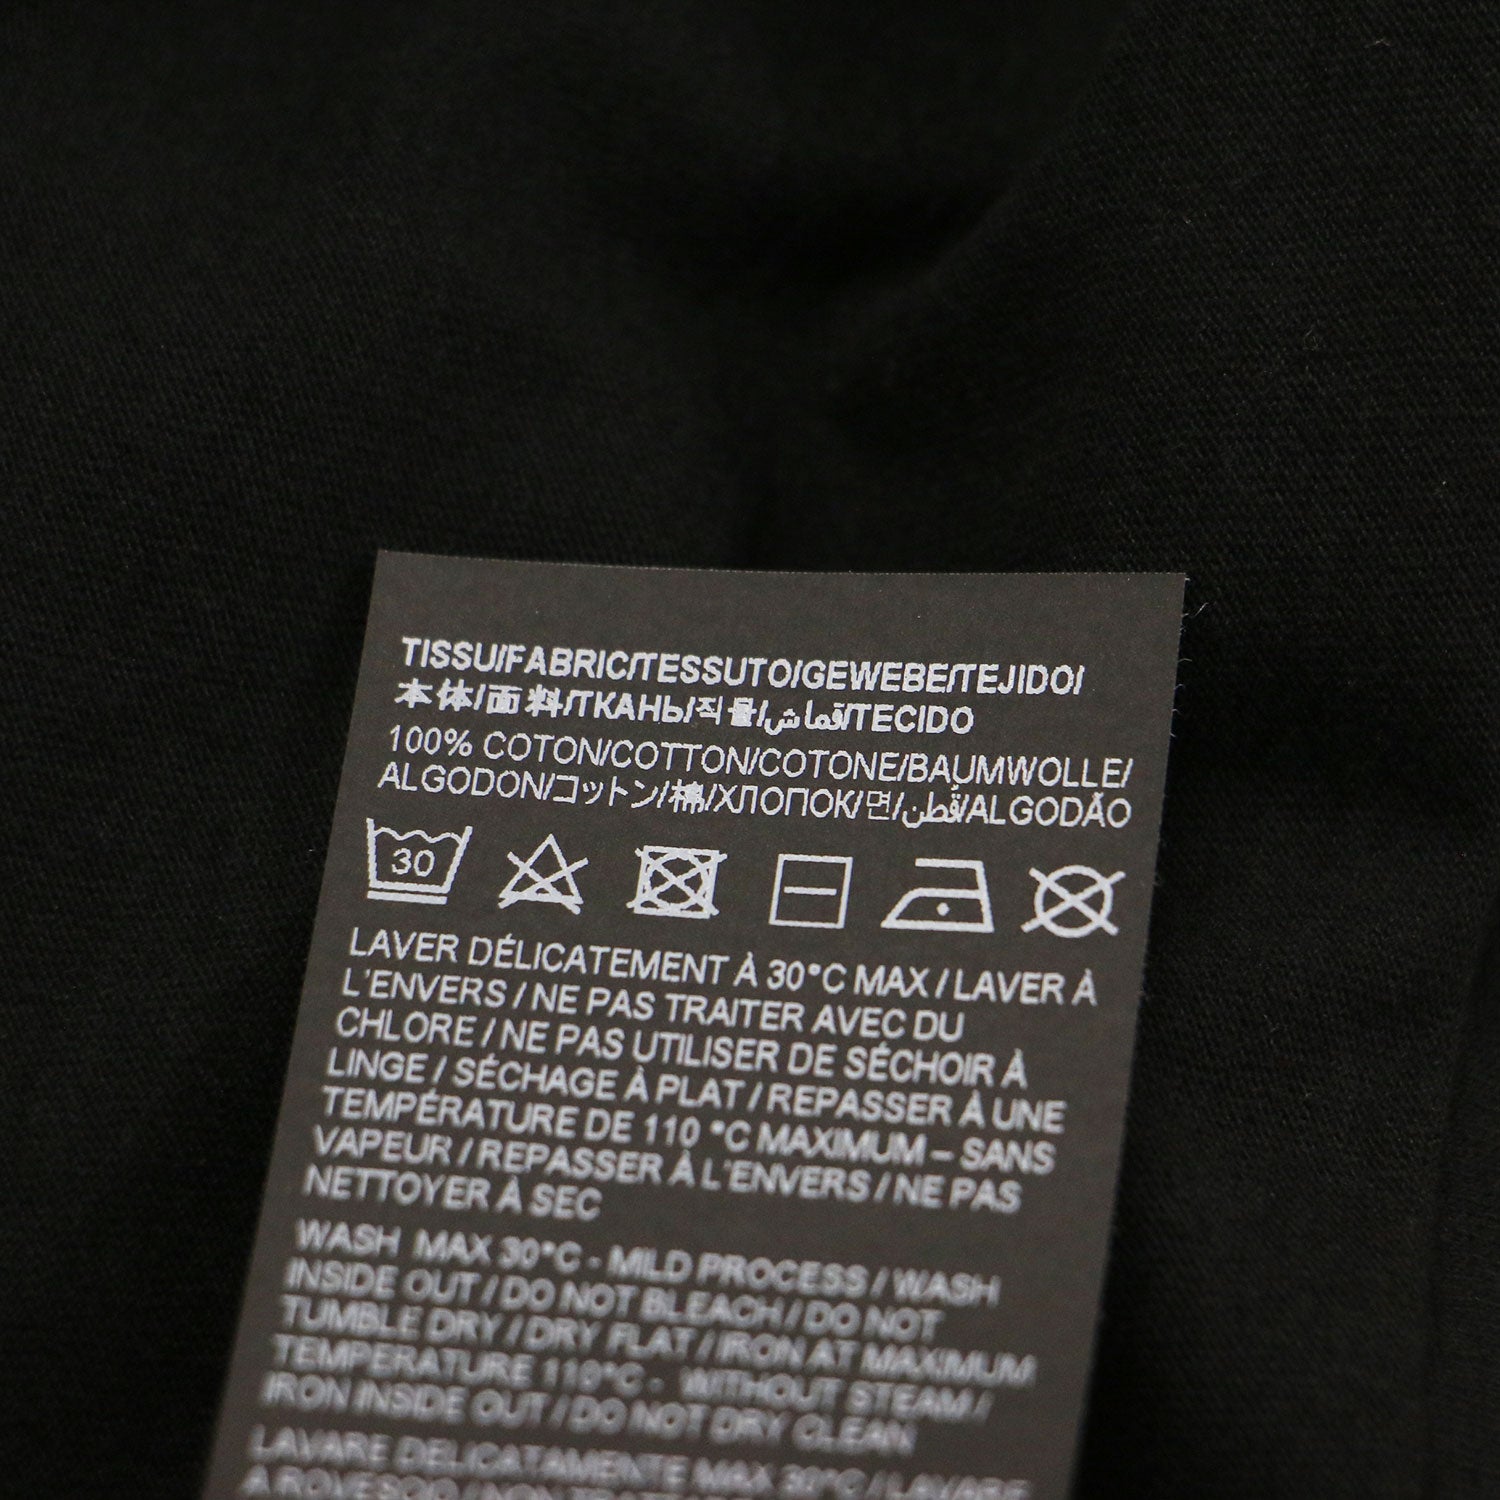 TISSU/FABRIC/TESSUTO/GEWEBE/TEJIDO/
本体/面料/ТКАНЬ/직물/قماش/TECIDO
100% COTON/COTTON/COTONE/BAUMWOLLE/
ALGODON/コットン/棉/ХЛОПОК/면/قطن/ALGODÃO
30
LAVER DÉLICATEMENT À 30°C MAX / LAVER À
L'ENVERS / NE PAS TRAITER AVEC DU
CHLORE / NE PAS UTILISER DE SÉCHOIR À
LINGE / SÉCHAGE À PLAT / REPASSER À UNE
TEMPÉRATURE DE 110 °C MAXIMUM – SANS
VAPEUR / REPASSER À L'ENVERS / NE PAS
NETTOYER À SEC
WASH MAX 30°C - MILD PROCESS / WASH
INSIDE OUT / DO NOT BLEACH / DO NOT
TUMBLE DRY / DRY FLAT / IRON AT MAXIMUM
TEMPERATURE 110°C - WITHOUT STEAM /
IRON INSIDE OUT / DO NOT DRY CLEAN
LAVARE DELICATAMENTE MAX 30°C / LAVARE
A ROVESCIO / NON